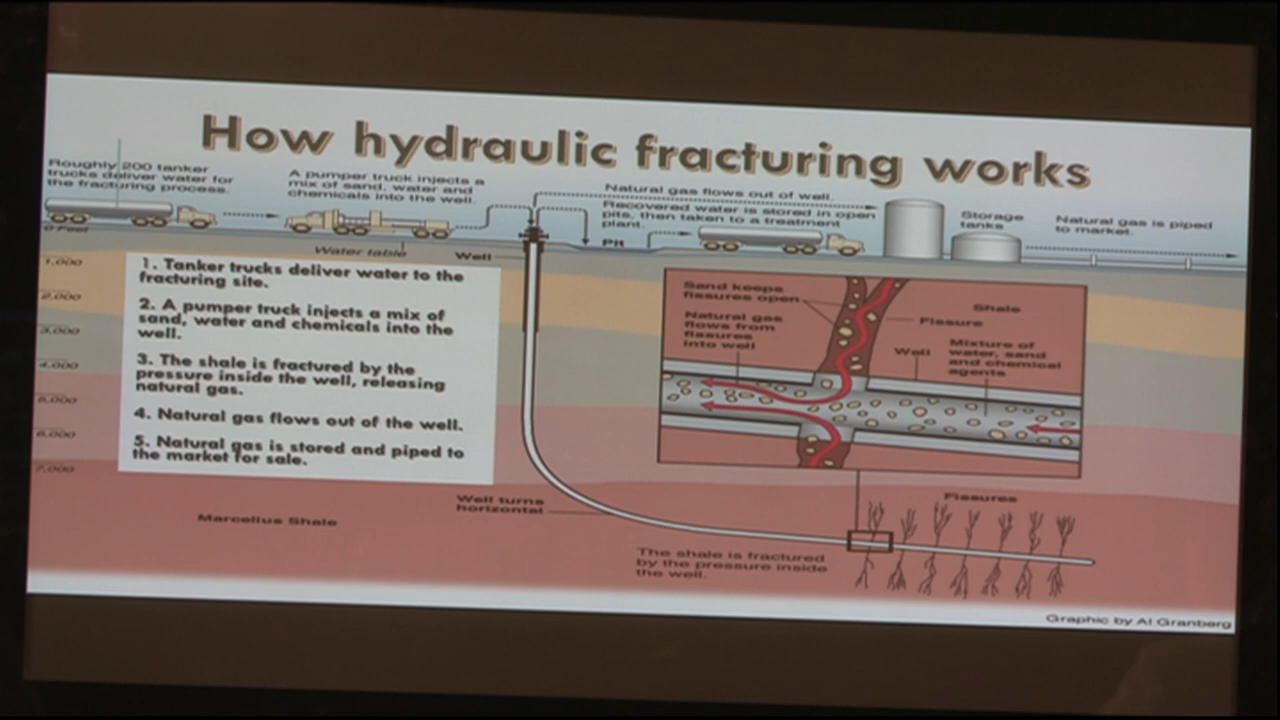 How hydraulic fracturing works
Roughly 200 tanker
trucks deliver water for
the fracturing process.
A pumper truck injects a
mix of sand, water and
chemicals into the well.
Natural gas flows out of well.
Recovered water is stored in open
pits, then taken to a treatment
plant.
Storage
tanks
Natural gas is piped
to market.
Pit
0 Feet
Water table
Well
1,000
2,000
3,000
4,000
5,000
6,000
7,000
1. Tanker trucks deliver water to the
fracturing site.
2. A pumper truck injects a mix of
sand, water and chemicals into the
well.
3. The shale is fractured by the
pressure inside the well, releasing
natural gas.
4. Natural gas flows out of the well.
5. Natural gas is stored and piped to
the market for sale.
Sand keeps
fissures open
Natural gas
flows from
fissures
into well
Shale
Fissure
Well
Mixture of
water, sand
and chemical
agents
Well turns
horizontal
Fissures
Marcellus Shale
The shale is fractured
by the pressure inside
the well.
Graphic by Al Granberg